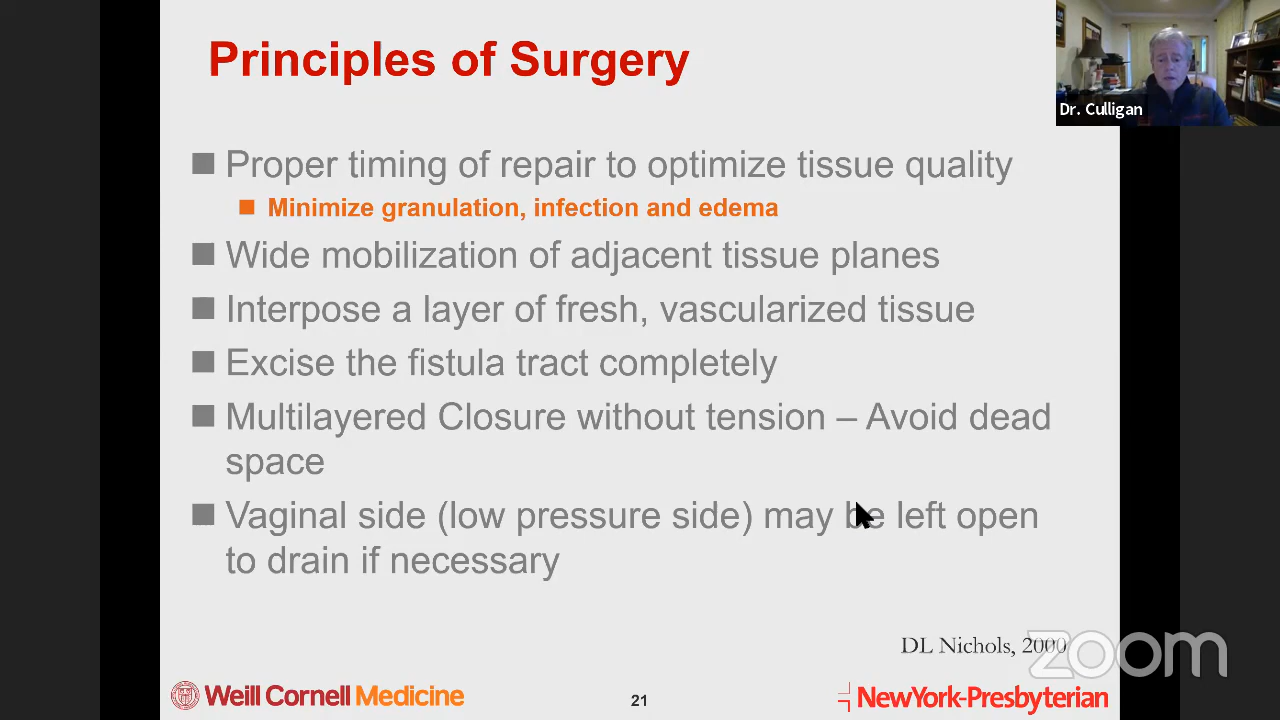 Principles of Surgery
Dr. Culligan
Proper timing of repair to optimize tissue quality
Minimize granulation, infection and edema
Wide mobilization of adjacent tissue planes
Interpose a layer of fresh, vascularized tissue
Excise the fistula tract completely
Multilayered Closure without tension – Avoid dead
space
Vaginal side (low pressure side) may be left open
to drain if necessary
DL Nichols, 2000
zoom
Weill Cornell Medicine
21
NewYork-Presbyterian